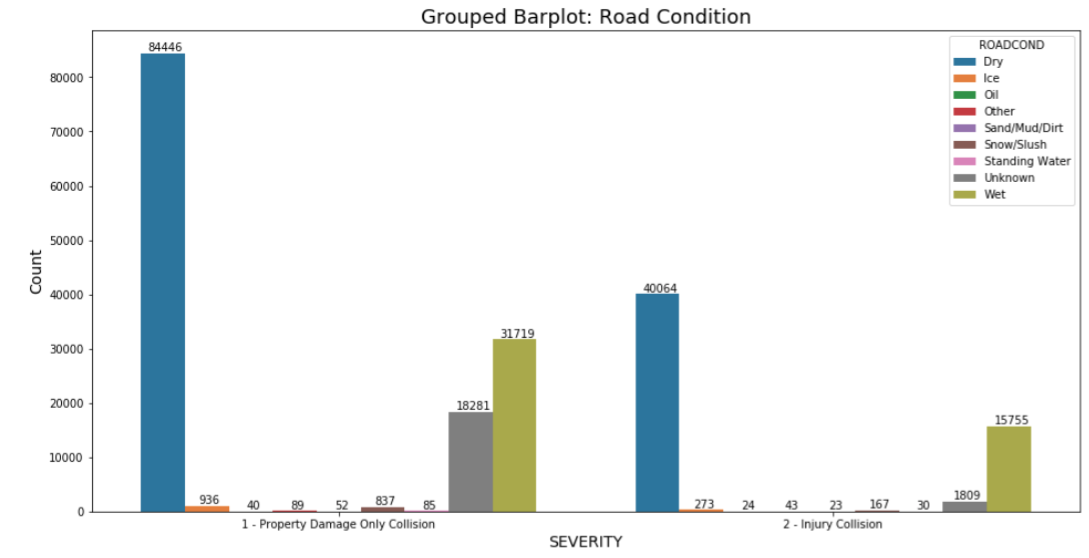 Grouped Barplot: Road Condition
84446
ROADCOND
Dry
Ice
Oil
Other
Sand/Mud/Dirt
Snow/Slush
Standing Water
Unknown
Wet
80000
70000
60000
50000
40000
30000
20000
10000
0
Count
936
40
89
52
837
85
18281
31719
40064
273
24
43
23
167
30
1809
15755
1 - Property Damage Only Collision
2 - Injury Collision
SEVERITY